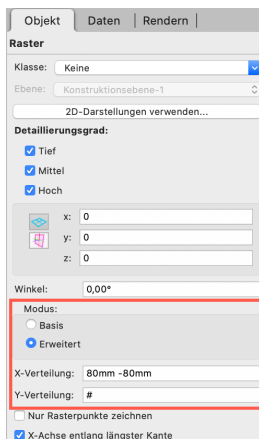 Objekt Daten Rendern
Raster
Klasse: Keine
Ebene: Konstruktionsebene-1
2D-Darstellungen verwenden...
Detaillierungsgrad:
Tief
Mittel
Hoch
x: 0
y: 0
z: 0
Winkel: 0,00°
Modus:
Basis
Erweitert
X-Verteilung: 80mm -80mm
Y-Verteilung: #
Nur Rasterpunkte zeichnen
X-Achse entlang längster Kante